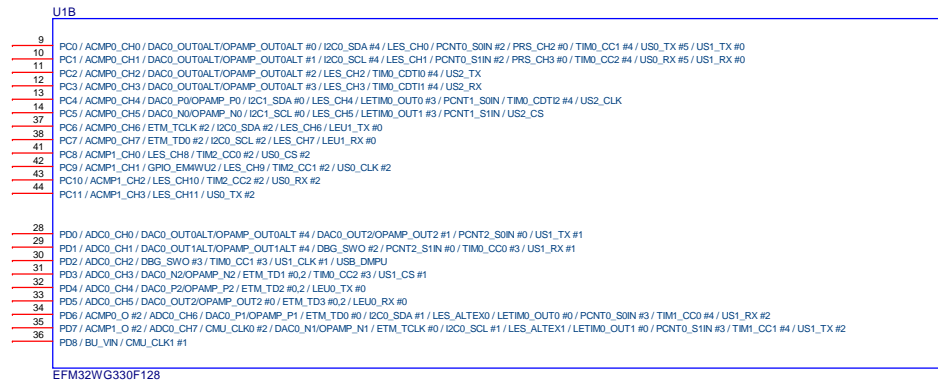 U1B
9 PC0 / ACMP0_CH0 / DAC0_OUT0ALT/OPAMP_OUT0ALT #0 / I2C0_SDA #4 / LES_CH0 / PCNT0_S0IN #2 / PRS_CH2 #0 / TIM0_CC1 #4 / US0_TX #5 / US1_TX #0
10 PC1 / ACMP0_CH1 / DAC0_OUT0ALT/OPAMP_OUT0ALT #1 / I2C0_SCL #4 / LES_CH1 / PCNT0_S1IN #2 / PRS_CH3 #0 / TIM0_CC2 #4 / US0_RX #5 / US1_RX #0
11 PC2 / ACMP0_CH2 / DAC0_OUT0ALT/OPAMP_OUT0ALT #2 / LES_CH2 / TIM0_CDTI0 #4 / US2_TX
12 PC3 / ACMP0_CH3 / DAC0_OUT0ALT/OPAMP_OUT0ALT #3 / LES_CH3 / TIM0_CDTI1 #4 / US2_RX
13 PC4 / ACMP0_CH4 / DAC0_P0/OPAMP_P0 / I2C1_SDA #0 / LES_CH4 / LETIM0_OUT0 #3 / PCNT1_S0IN / TIM0_CDTI2 #4 / US2_CLK
14 PC5 / ACMP0_CH5 / DAC0_N0/OPAMP_N0 / I2C1_SCL #0 / LES_CH5 / LETIM0_OUT1 #3 / PCNT1_S1IN / US2_CS
37 PC6 / ACMP0_CH6 / ETM_TCLK #2 / I2C0_SDA #2 / LES_CH6 / LEU1_TX #0
38 PC7 / ACMP0_CH7 / ETM_TD0 #2 / I2C0_SCL #2 / LES_CH7 / LEU1_RX #0
41 PC8 / ACMP1_CH0 / LES_CH8 / TIM2_CC0 #2 / US0_CS #2
42 PC9 / ACMP1_CH1 / GPIO_EM4WU2 / LES_CH9 / TIM2_CC1 #2 / US0_CLK #2
43 PC10 / ACMP1_CH2 / LES_CH10 / TIM2_CC2 #2 / US0_RX #2
44 PC11 / ACMP1_CH3 / LES_CH11 / US0_TX #2
28 PD0 / ADC0_CH0 / DAC0_OUT0ALT/OPAMP_OUT0ALT #4 / DAC0_OUT2/OPAMP_OUT2 #1 / PCNT2_S0IN #0 / US1_TX #1
29 PD1 / ADC0_CH1 / DAC0_OUT1ALT/OPAMP_OUT1ALT #4 / DBG_SWO #2 / PCNT2_S1IN #0 / TIM0_CC0 #3 / US1_RX #1
30 PD2 / ADC0_CH2 / DBG_SWO #3 / TIM0_CC1 #3 / US1_CLK #1 / USB_DMPU
31 PD3 / ADC0_CH3 / DAC0_N2/OPAMP_N2 / ETM_TD1 #0,2 / TIM0_CC2 #3 / US1_CS #1
32 PD4 / ADC0_CH4 / DAC0_P2/OPAMP_P2 / ETM_TD2 #0,2 / LEU0_TX #0
33 PD5 / ADC0_CH5 / DAC0_OUT2/OPAMP_OUT2 #0 / ETM_TD3 #0,2 / LEU0_RX #0
34 PD6 / ACMP0_O #2 / ADC0_CH6 / DAC0_P1/OPAMP_P1 / ETM_TD0 #0 / I2C0_SDA #1 / LES_ALTEX0 / LETIM0_OUT0 #0 / PCNT0_S0IN #3 / TIM1_CC0 #4 / US1_RX #2
35 PD7 / ACMP1_O #2 / ADC0_CH7 / CMU_CLK0 #2 / DAC0_N1/OPAMP_N1 / ETM_TCLK #0 / I2C0_SCL #1 / LES_ALTEX1 / LETIM0_OUT1 #0 / PCNT0_S1IN #3 / TIM1_CC1 #4 / US1_TX #2
36 PD8 / BU_VIN / CMU_CLK1 #1
EFM32WG330F128